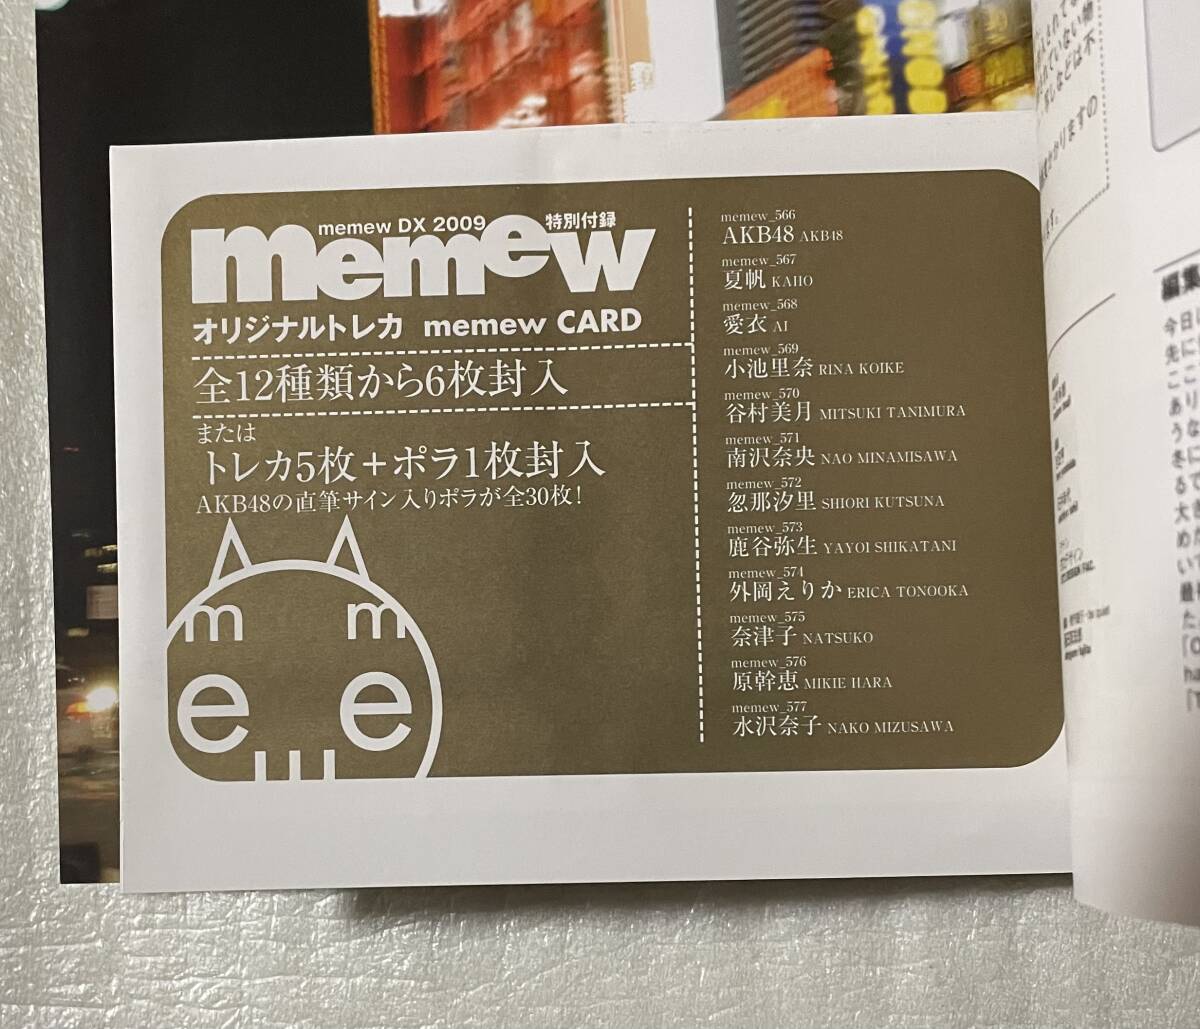 memew DX 2009
特別付録
memew
オリジナルトレカ memew CARD
全12種類から6枚封入
または
トレカ5枚+ポラ1枚封入
AKB48の直筆サイン入りポラが全30枚!
m m
e e
memew_566
AKB48 AKB48
memew_567
夏帆 KAHO
memew_568
愛衣 AI
memew_569
小池里奈 RINA KOIKE
memew_570
谷村美月 MITSUKI TANIMURA
memew_571
南沢奈央 NAO MINAMISAWA
memew_572
忽那汐里 SHIORI KUTSUNA
memew_573
鹿谷弥生 YAYOI SHIKATANI
memew_574
外岡えりか ERICA TONOOKA
memew_575
奈津子 NATSUKO
memew_576
原幹恵 MIKIE HARA
memew_577
水沢奈子 NAKO MIZUSAWA